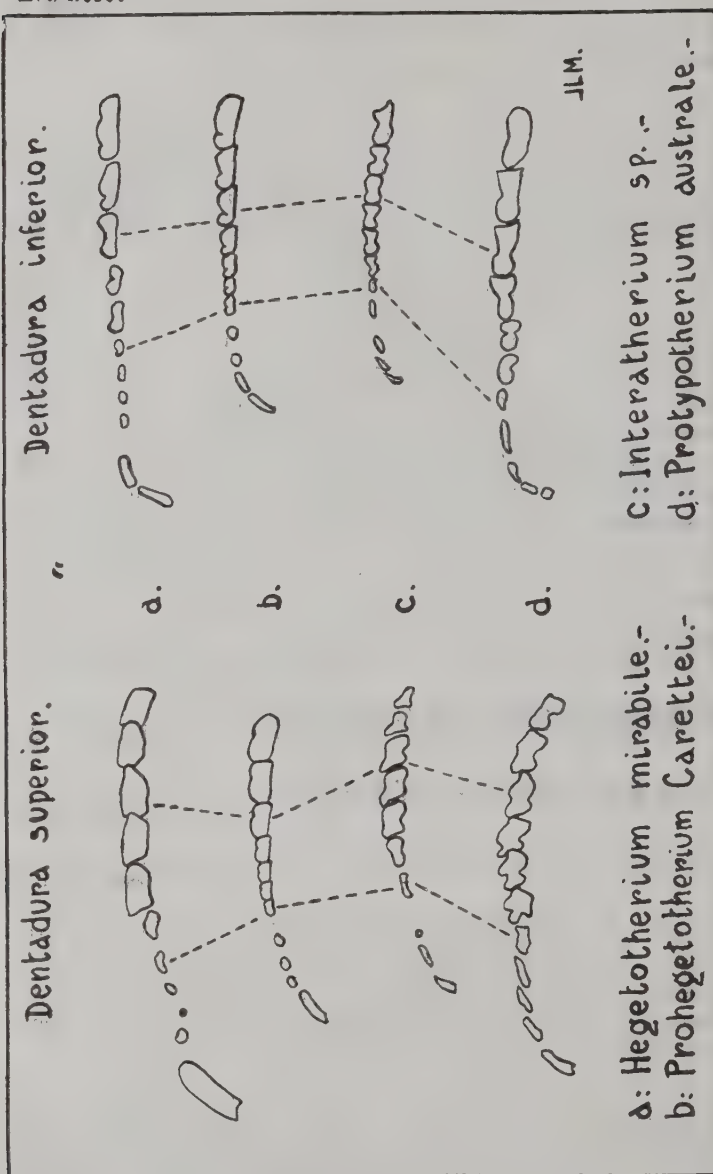 Dentadura superior.
Dentadura inferior.
a.
b.
c.
d.
JLM.
a: Hegetotherium mirabile.-
b: Prohegetotherium Carettei.-
c: Interatherium sp..-
d: Protypotherium australe.-